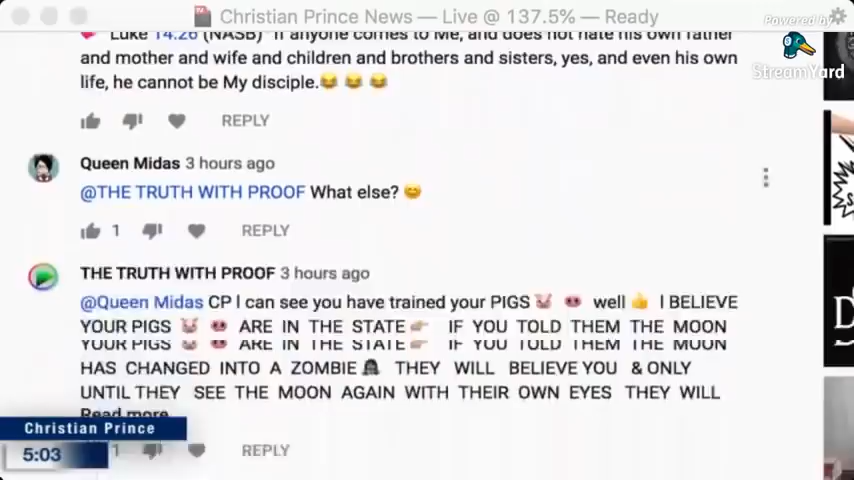 Christian Prince News — Live @ 137.5% — Ready
Powered by
StreamYard
Luke 14:26 (NASB) "If anyone comes to Me, and does not hate his own father
and mother and wife and children and brothers and sisters, yes, and even his own
life, he cannot be My disciple.😂 😂 😂
REPLY
Queen Midas 3 hours ago
@THE TRUTH WITH PROOF What else? 😊
1 REPLY
THE TRUTH WITH PROOF 3 hours ago
@Queen Midas CP I can see you have trained your PIGS🐷 🐽 well👍 I BELIEVE
YOUR PIGS 🐷 🐽 ARE IN THE STATE👉🏼 IF YOU TOLD THEM THE MOON
YOUR PIGS 🐷 🐽 ARE IN THE STATE👉🏼 IF YOU TOLD THEM THE MOON
HAS CHANGED INTO A ZOMBIE🧟 THEY WILL BELIEVE YOU & ONLY
UNTIL THEY SEE THE MOON AGAIN WITH THEIR OWN EYES THEY WILL
Read more
Christian Prince
5:03
1 REPLY